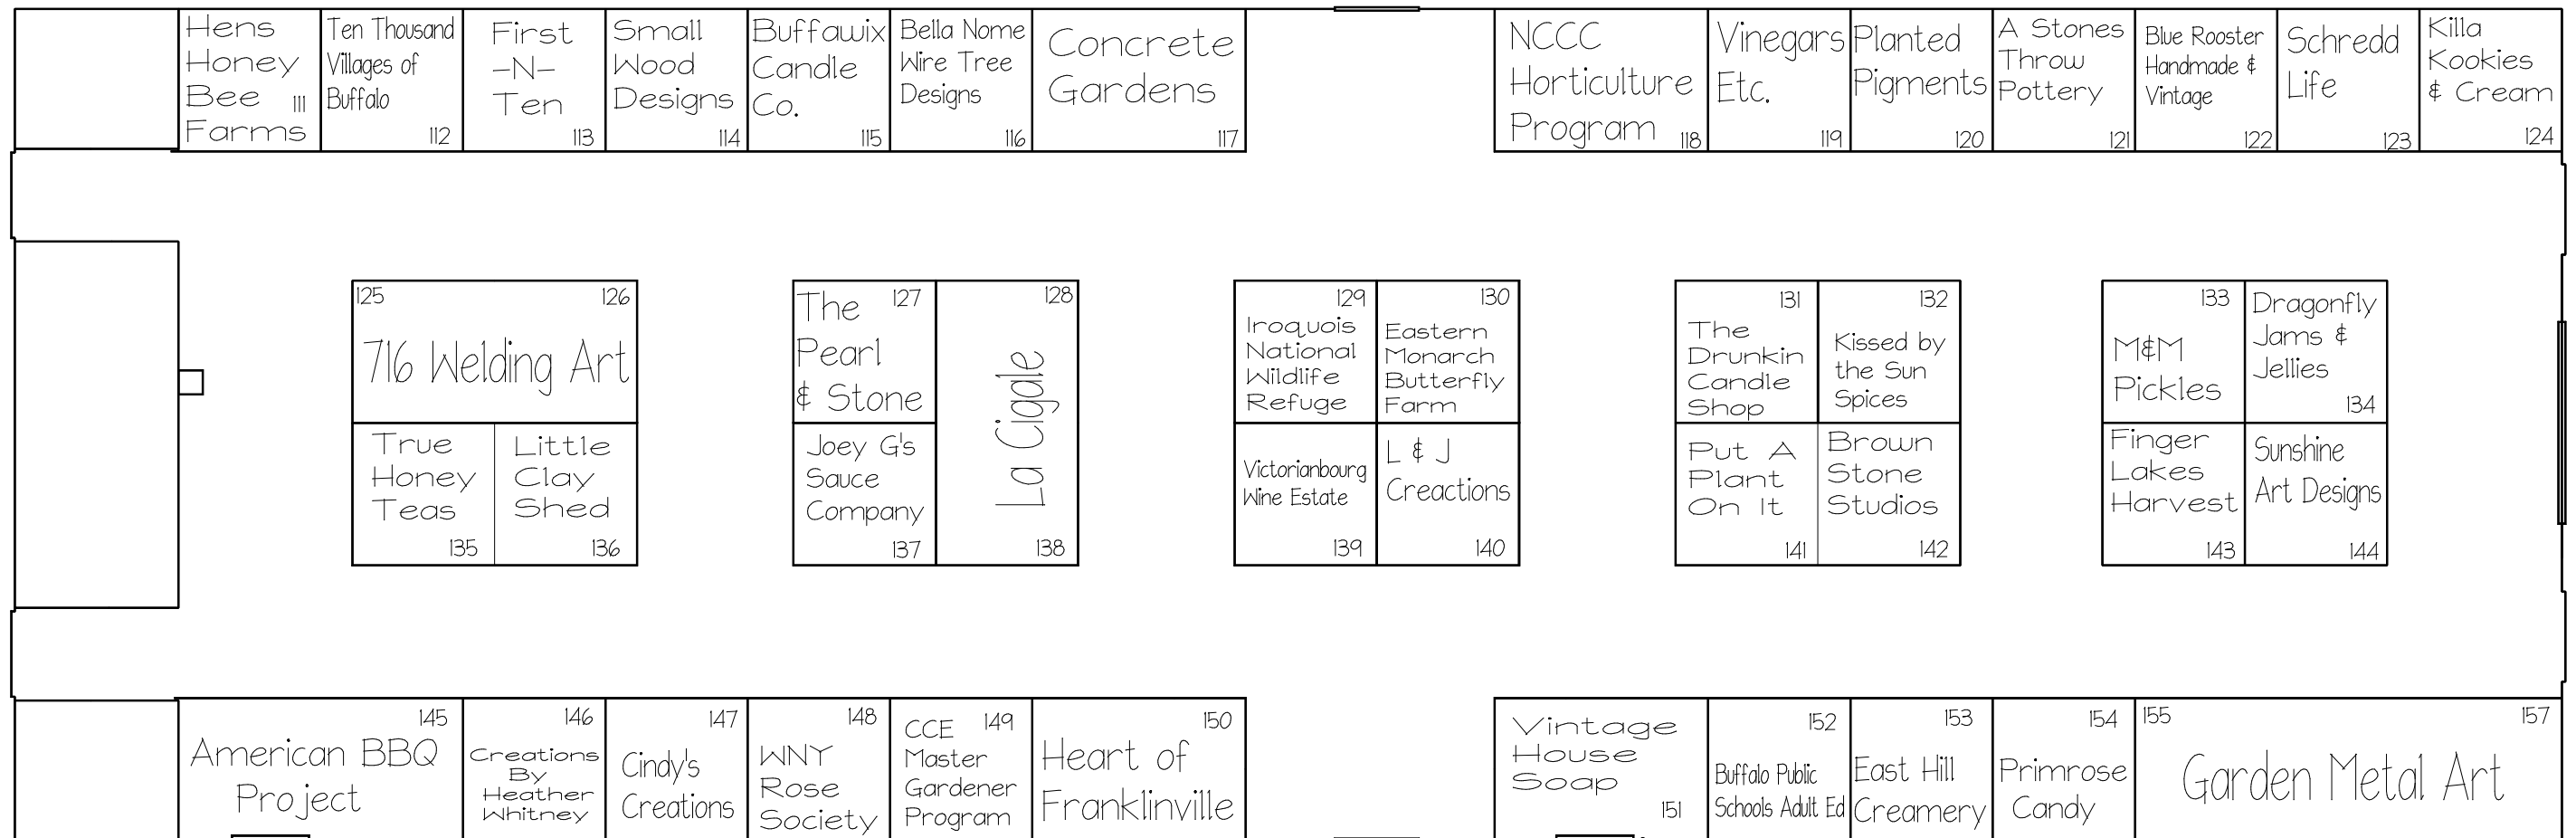 Hens
Honey
Bee 111
Farms
Ten Thousand
Villages of
Buffalo
112
First
-N-
Ten
113
Small
Wood
Designs
114
Buffawix
Candle
Co.
115
Bella Nome
Wire Tree
Designs
116
Concrete
Gardens
117
NCCC
Horticulture
Program 118
Vinegars
Etc.
119
Planted
Pigments
120
A Stones
Throw
Pottery
121
Blue Rooster
Handmade &
Vintage
122
Schredd
Life
123
Killa
Kookies
& Cream
124
125 126
716 Welding Art
The 127
Pearl
& Stone
128
La Cigale
138
129
Iroquois
National
Wildlife
Refuge
130
Eastern
Monarch
Butterfly
Farm
131
The
Drunkin
Candle
Shop
132
Kissed by
the Sun
Spices
133
M&M
Pickles
Dragonfly
Jams &
Jellies
134
True
Honey
Teas
135
Little
Clay
Shed
136
Joey G's
Sauce
Company
137
Victorianbourg
Wine Estate
139
L & J
Creactions
140
Put A
Plant
On It
141
Brown
Stone
Studios
142
Finger
Lakes
Harvest
143
Sunshine
Art Designs
144
145
American BBQ
Project
146
Creations
By
Heather
Whitney
147
Cindy's
Creations
148
WNY
Rose
Society
CCE 149
Master
Gardener
Program
150
Heart of
Franklinville
Vintage
House
Soap
151
152
Buffalo Public
Schools Adult Ed
153
East Hill
Creamery
154
Primrose
Candy
155 157
Garden Metal Art